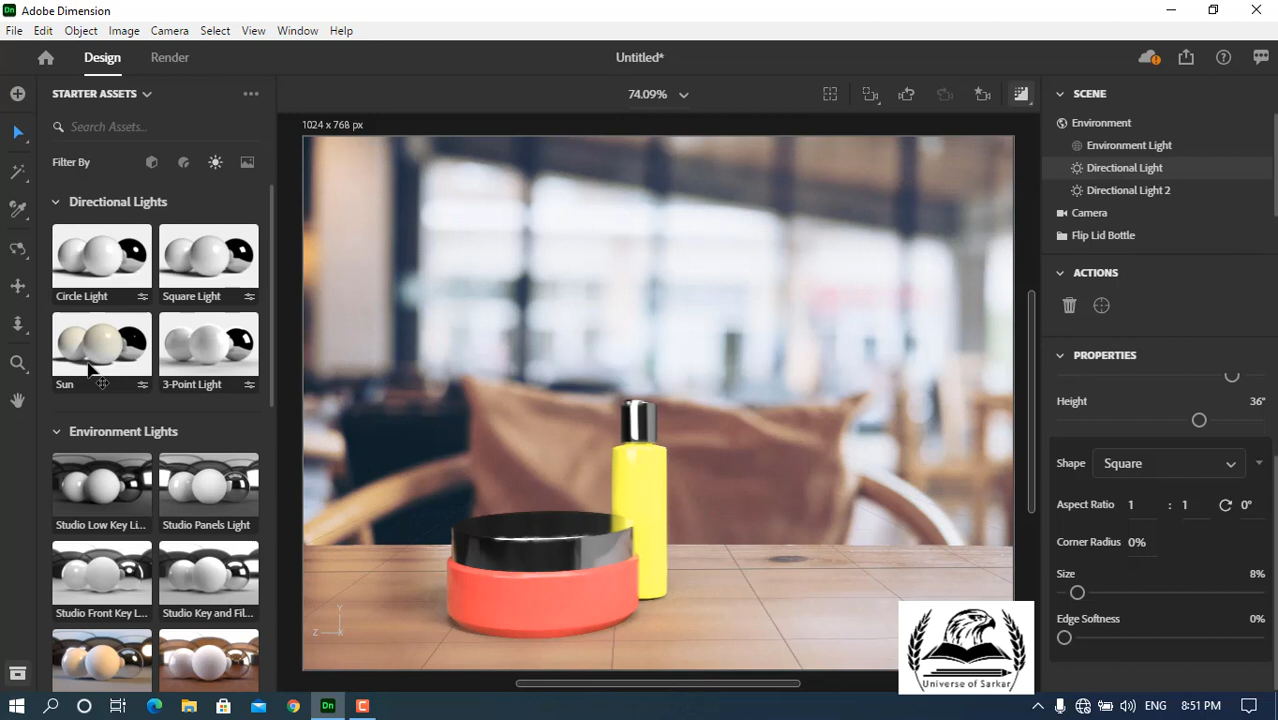 Dn Adobe Dimension
File Edit Object Image Camera Select View Window Help
Design Render Untitled*
STARTER ASSETS
74.09%
SCENE
Search Assets...
1024 x 768 px
Environment
Filter By
Environment Light
Directional Light
Directional Lights
Directional Light 2
Camera
Flip Lid Bottle
Circle Light Square Light
ACTIONS
Sun 3-Point Light
PROPERTIES
Height 36°
Environment Lights
Shape Square
Aspect Ratio 1 : 1 0°
Studio Low Key Li... Studio Panels Light
Corner Radius 0%
Size 8%
Studio Front Key L... Studio Key and Fil...
Edge Softness 0%
Y
Z X
Universe of Sarkar
Dn C ENG 8:51 PM